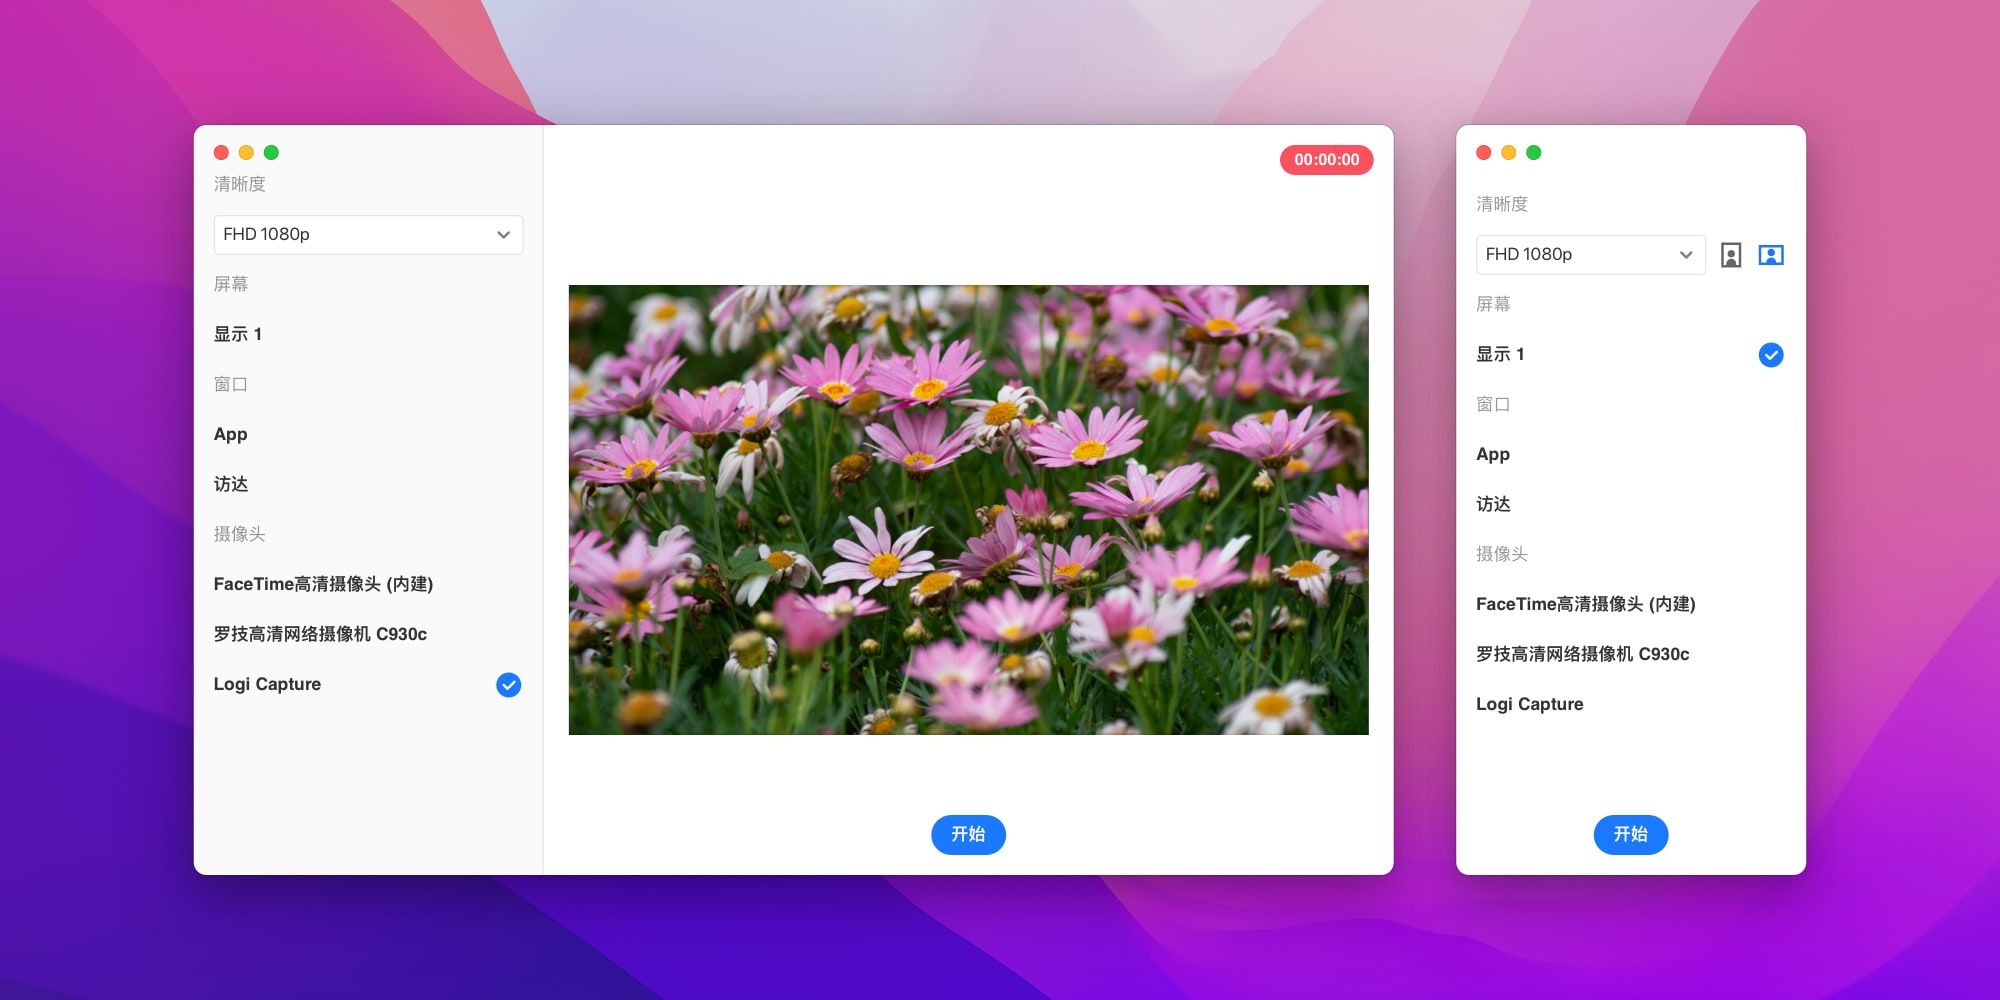 清晰度
FHD 1080p
屏幕
显示 1
窗口
App
访达
摄像头
FaceTime高清摄像头 (内建)
罗技高清网络摄像机 C930c
Logi Capture
00:00:00
开始
清晰度
FHD 1080p
屏幕
显示 1
窗口
App
访达
摄像头
FaceTime高清摄像头 (内建)
罗技高清网络摄像机 C930c
Logi Capture
开始